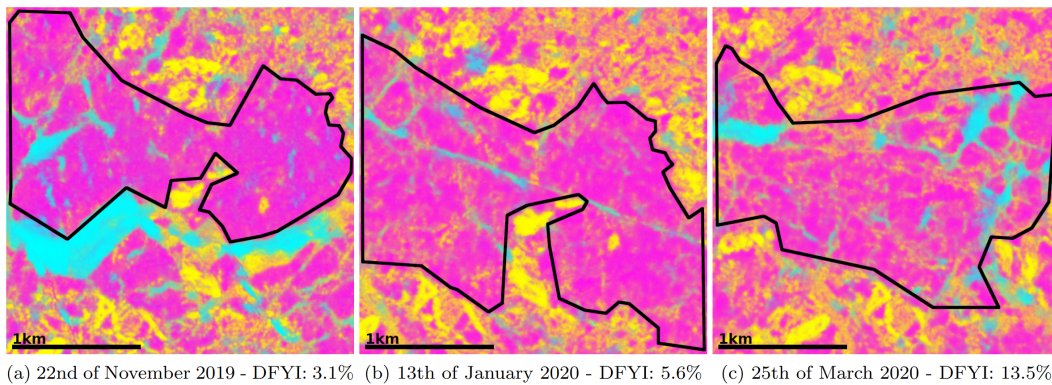 1km
1km
1km
(a) 22nd of November 2019 - DFYI: 3.1%
(b) 13th of January 2020 - DFYI: 5.6%
(c) 25th of March 2020 - DFYI: 13.5%